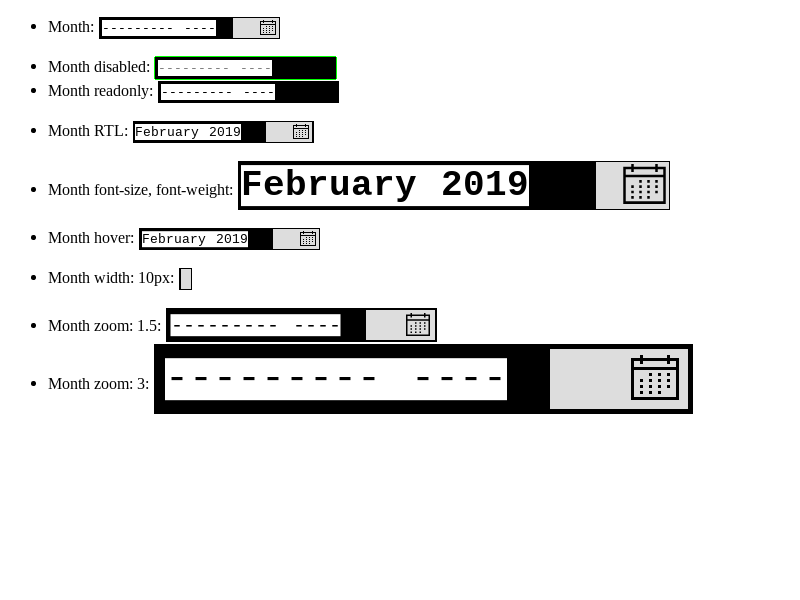 Month: --------- ----
Month disabled: --------- ----
Month readonly: --------- ----
Month RTL: February 2019
Month font-size, font-weight: February 2019
Month hover: February 2019
Month width: 10px:
Month zoom: 1.5: --------- ----
Month zoom: 3: --------- ----